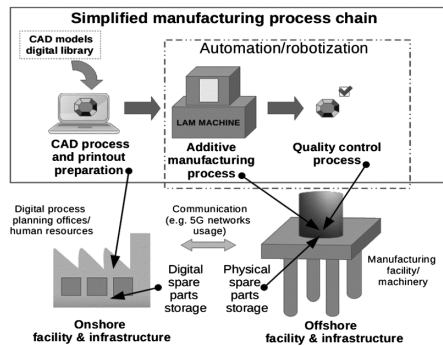 Simplified manufacturing process chain
CAD models
digital library
Automation/robotization
LAM MACHINE
CAD process
and printout
preparation
Additive
manufacturing
process
Quality control
process
Digital process
planning offices/
human resources
Communication
(e.g. 5G networks
usage)
Manufacturing
facility/
machinery
Digital
spare
parts
storage
Physical
spare
parts
storage
Onshore
facility & infrastructure
Offshore
facility & infrastructure